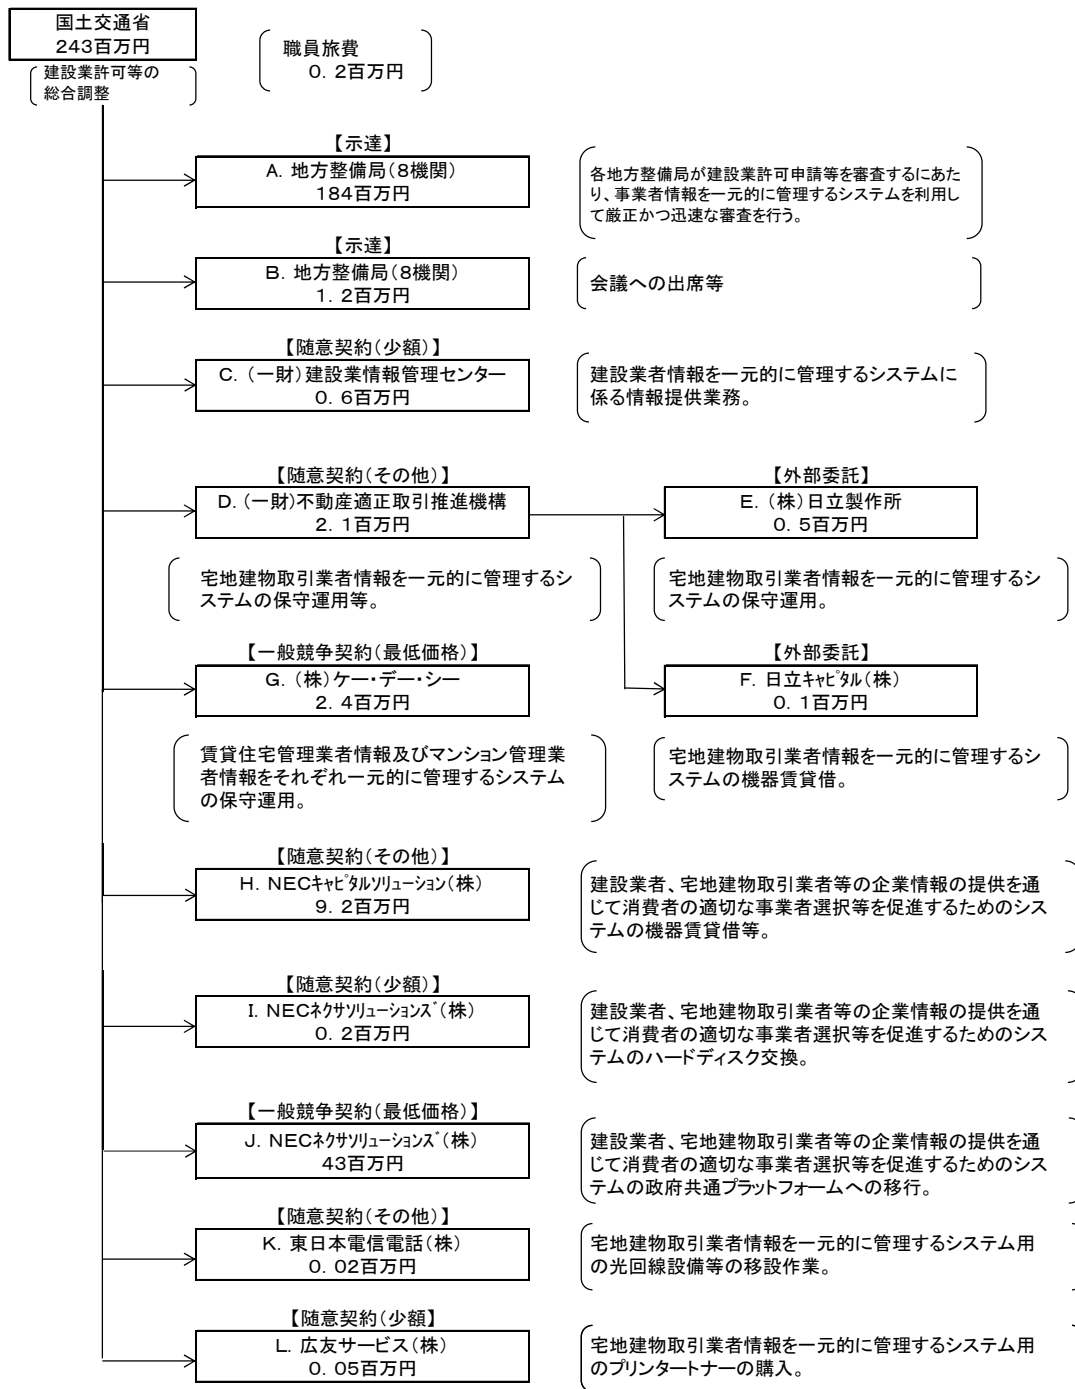 国土交通省
243百万円
職員旅費
0．2百万円
建設業許可等の
総合調整
【示達】
A．地方整備局（8機関）
184百万円
各地方整備局が建設業許可申請等を審査するにあた
り、事業者情報を一元的に管理するシステムを利用し
て厳正かつ迅速な審査を行う。
【示達】
B．地方整備局（8機関）
1．2百万円
会議への出席等
【随意契約（少額）】
C．（一財）建設業情報管理センター
0．6百万円
建設業者情報を一元的に管理するシステムに
係る情報提供業務。
【随意契約（その他）】
D．（一財）不動産適正取引推進機構
2．1百万円
【外部委託】
E．（株）日立製作所
0．5百万円
宅地建物取引業者情報を一元的に管理するシ
ステムの保守運用等。
宅地建物取引業者情報を一元的に管理するシ
ステムの保守運用。
【一般競争契約（最低価格）】
G．（株）ケー・デー・シー
2．4百万円
【外部委託】
F．日立ｷｬﾋﾟﾀﾙ（株）
0．1百万円
賃貸住宅管理業者情報及びマンション管理業
者情報をそれぞれ一元的に管理するシステム
の保守運用。
宅地建物取引業者情報を一元的に管理するシ
ステムの機器賃貸借。
【随意契約（その他）】
H．NECｷｬﾋﾟﾀﾙｿﾘｭｰｼｮﾝ（株）
9．2百万円
建設業者、宅地建物取引業者等の企業情報の提供を通
じて消費者の適切な事業者選択等を促進するためのシス
テムの機器賃貸借等。
【随意契約（少額）】
I．NECﾈｸｻｿﾘｭｰｼｮﾝｽﾞ（株）
0．2百万円
建設業者、宅地建物取引業者等の企業情報の提供を通
じて消費者の適切な事業者選択等を促進するためのシス
テムのハードディスク交換。
【一般競争契約（最低価格）】
J．NECﾈｸｻｿﾘｭｰｼｮﾝｽﾞ（株）
43百万円
建設業者、宅地建物取引業者等の企業情報の提供を通
じて消費者の適切な事業者選択等を促進するためのシス
テムの政府共通プラットフォームへの移行。
【随意契約（その他）】
K．東日本電信電話（株）
0．02百万円
宅地建物取引業者情報を一元的に管理するシステム用
の光回線設備等の移設作業。
【随意契約（少額】
L．広友サービス（株）
0．05百万円
宅地建物取引業者情報を一元的に管理するシステム用
のプリンタートナーの購入。